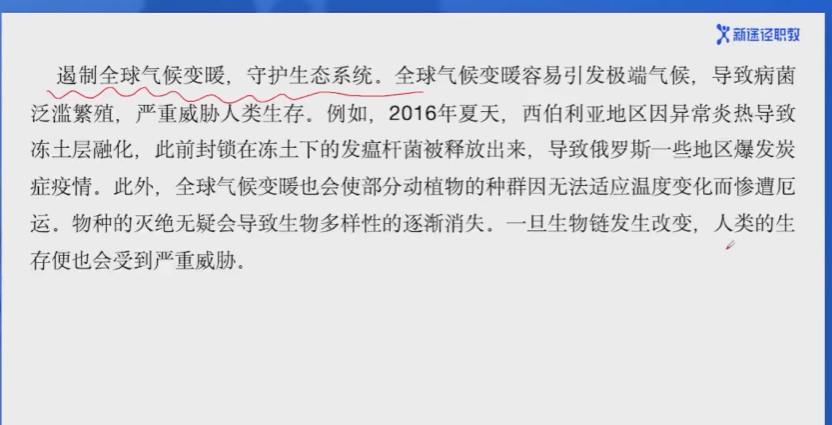 新途径职教
遏制全球气候变暖，守护生态系统。全球气候变暖容易引发极端气候，导致病菌
泛滥繁殖，严重威胁人类生存。例如，2016年夏天，西伯利亚地区因异常炎热导致
冻土层融化，此前封锁在冻土下的发瘟杆菌被释放出来，导致俄罗斯一些地区爆发炭
症疫情。此外，全球气候变暖也会使部分动植物的种群因无法适应温度变化而惨遭厄
运。物种的灭绝无疑会导致生物多样性的逐渐消失。一旦生物链发生改变，人类的生
存便也会受到严重威胁。